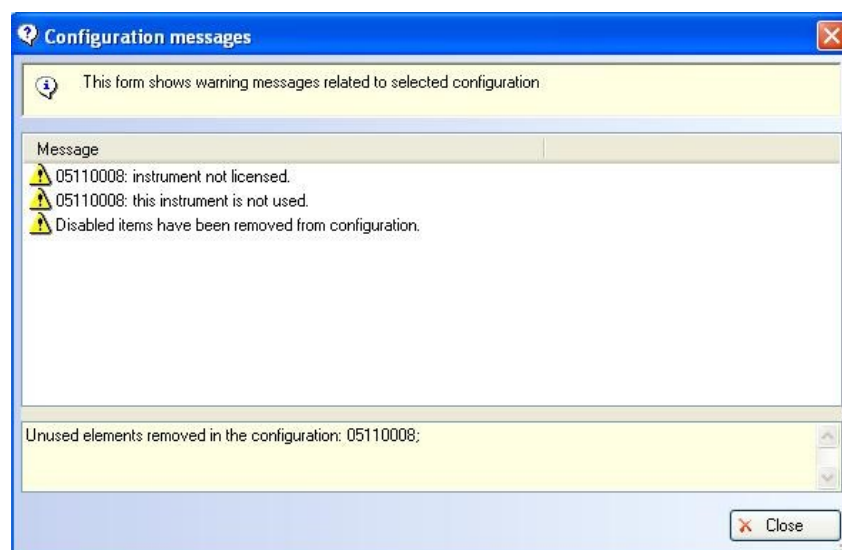 Configuration messages
This form shows warning messages related to selected configuration
Message
05110008: instrument not licensed.
05110008: this instrument is not used.
Disabled items have been removed from configuration.
Unused elements removed in the configuration: 05110008;
Close